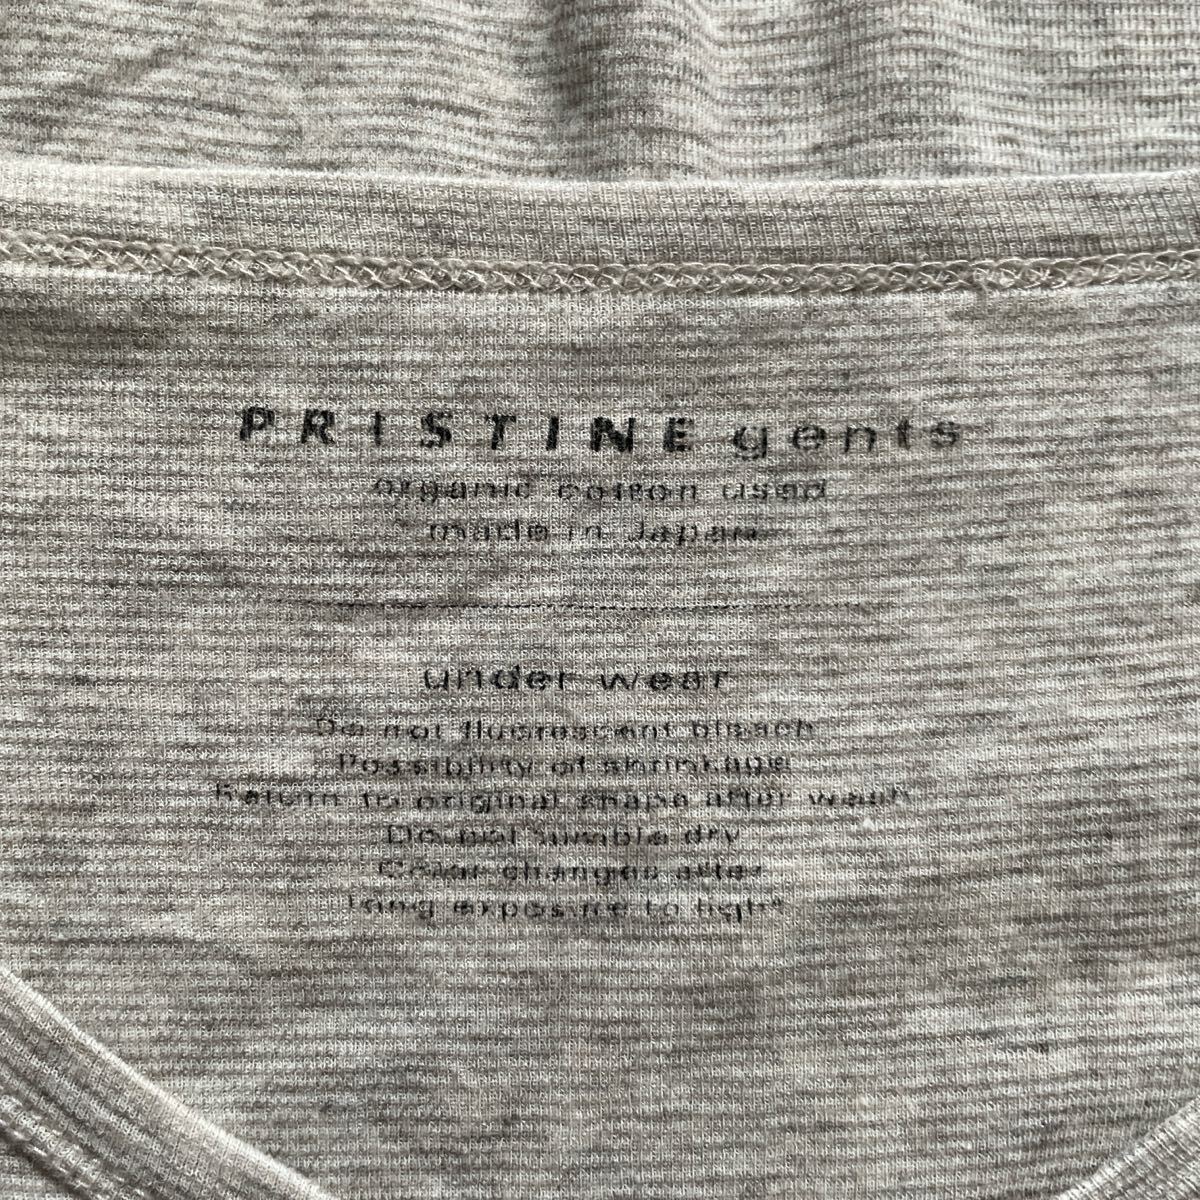 PRISTINE gents
organic cotton used
made in Japan
under wear
Do not fluorescent bleach
Possibility of shrinkage
Return to original shape after wash
Do not tumble dry
Color changes after
long exposure to light